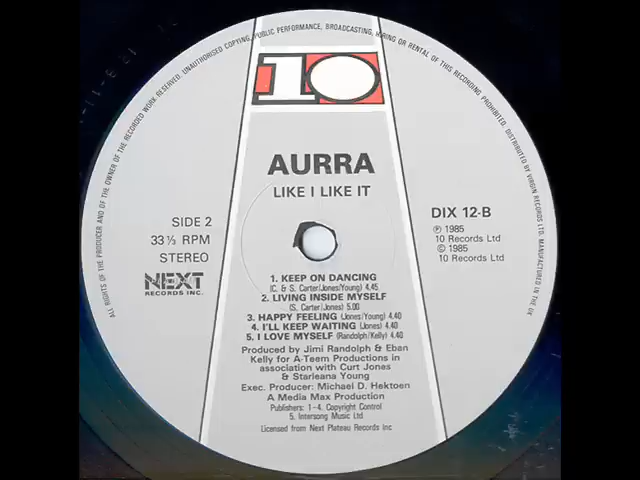 ALL RIGHTS OF THE PRODUCER AND OF THE OWNER OF THE RECORDED WORK RESERVED. UNAUTHORISED COPYING, PUBLIC PERFORMANCE, BROADCASTING, HIRING OR RENTAL OF THIS RECORDING PROHIBITED. DISTRIBUTED BY VIRGIN RECORDS LTD. MANUFACTURED IN THE UK
10
AURRA
LIKE I LIKE IT
SIDE 2
33⅓ RPM
STEREO
NEXT
RECORDS INC.
DIX 12-B
℗ 1985
10 Records Ltd
© 1985
10 Records Ltd
1. KEEP ON DANCING
(C. & S. Carter/Jones/Young) 4.45
2. LIVING INSIDE MYSELF
(S. Carter/Jones) 5.00
3. HAPPY FEELING (Jones/Young) 4.40
4. I'LL KEEP WAITING (Jones) 4.40
5. I LOVE MYSELF (Randolph/Kelly) 4.40
Produced by Jimi Randolph & Eban
Kelly for A-Teem Productions in
association with Curt Jones
& Starleana Young
Exec. Producer: Michael D. Hektoen
A Media Max Production
Publishers: 1-4. Copyright Control
5. Intersong Music Ltd
Licensed from Next Plateau Records Inc